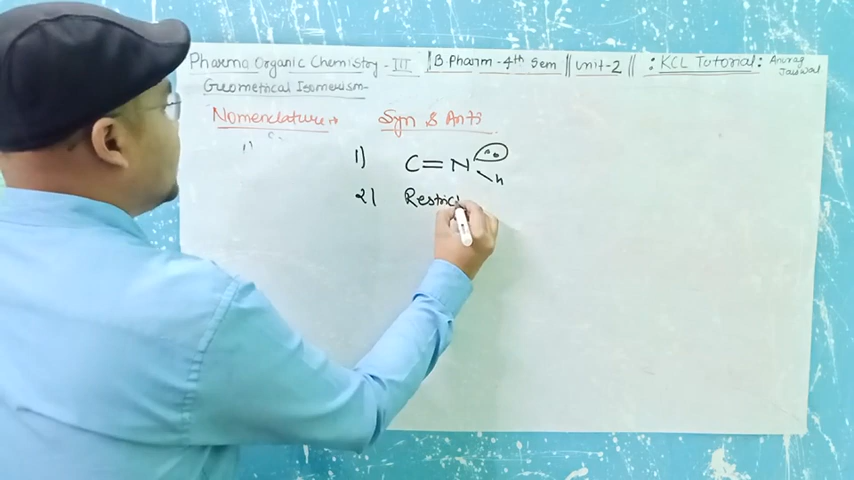 Pharma Organic Chemistry - III || B.Pharm - 4th Sem || Unit-2 || : KCL Tutorial : Anurag Jaiswal
Geometrical Isomerism-
Nomenclature Syn & Anti
1)
1) C=N h
2) Restric